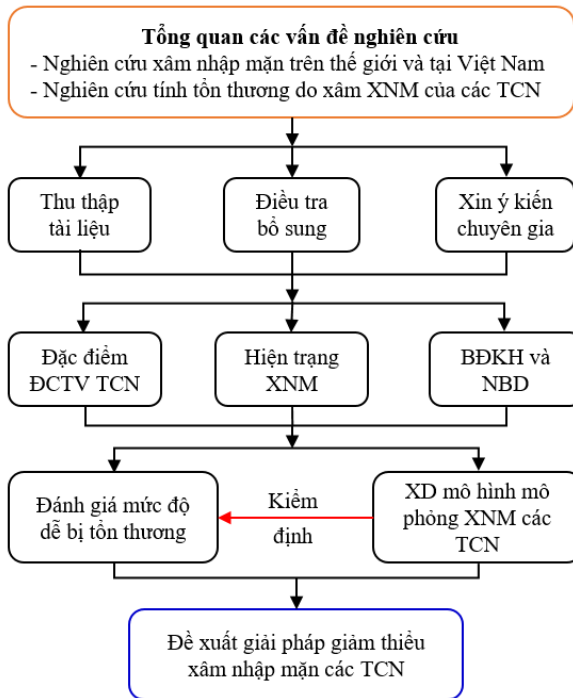 Tổng quan các vấn đề nghiên cứu
- Nghiên cứu xâm nhập mặn trên thế giới và tại Việt Nam
- Nghiên cứu tính tổn thương do xâm XNM của các TCN
Thu thập
tài liệu
Điều tra
bổ sung
Xin ý kiến
chuyên gia
Đặc điểm
ĐCTV TCN
Hiện trạng
XNM
BĐKH và
NBD
Đánh giá mức độ
dễ bị tổn thương
Kiểm
định
XD mô hình mô
phỏng XNM các
TCN
Đề xuất giải pháp giảm thiểu
xâm nhập mặn các TCN